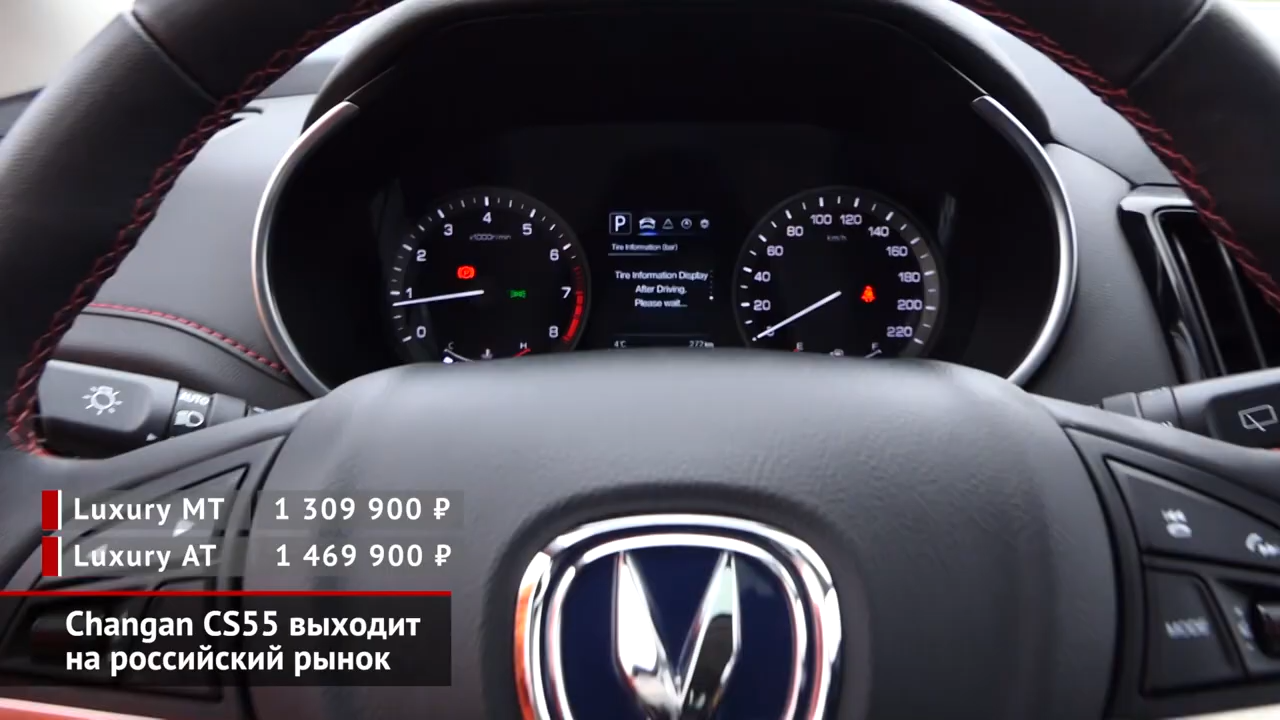 4
3
5
x1000r/min
2
6
1
7
0
8
C
H
P
Tire Information (bar)
Tire Information Display
After Driving.
Please wait...
4°C
272 km
100 120
80
140
km/h
60
160
40
180
20
200
0
220
E
F
AUTO
MODE
Luxury MT 1 309 900 ₽
Luxury AT 1 469 900 ₽
Changan CS55 выходит
на российский рынок